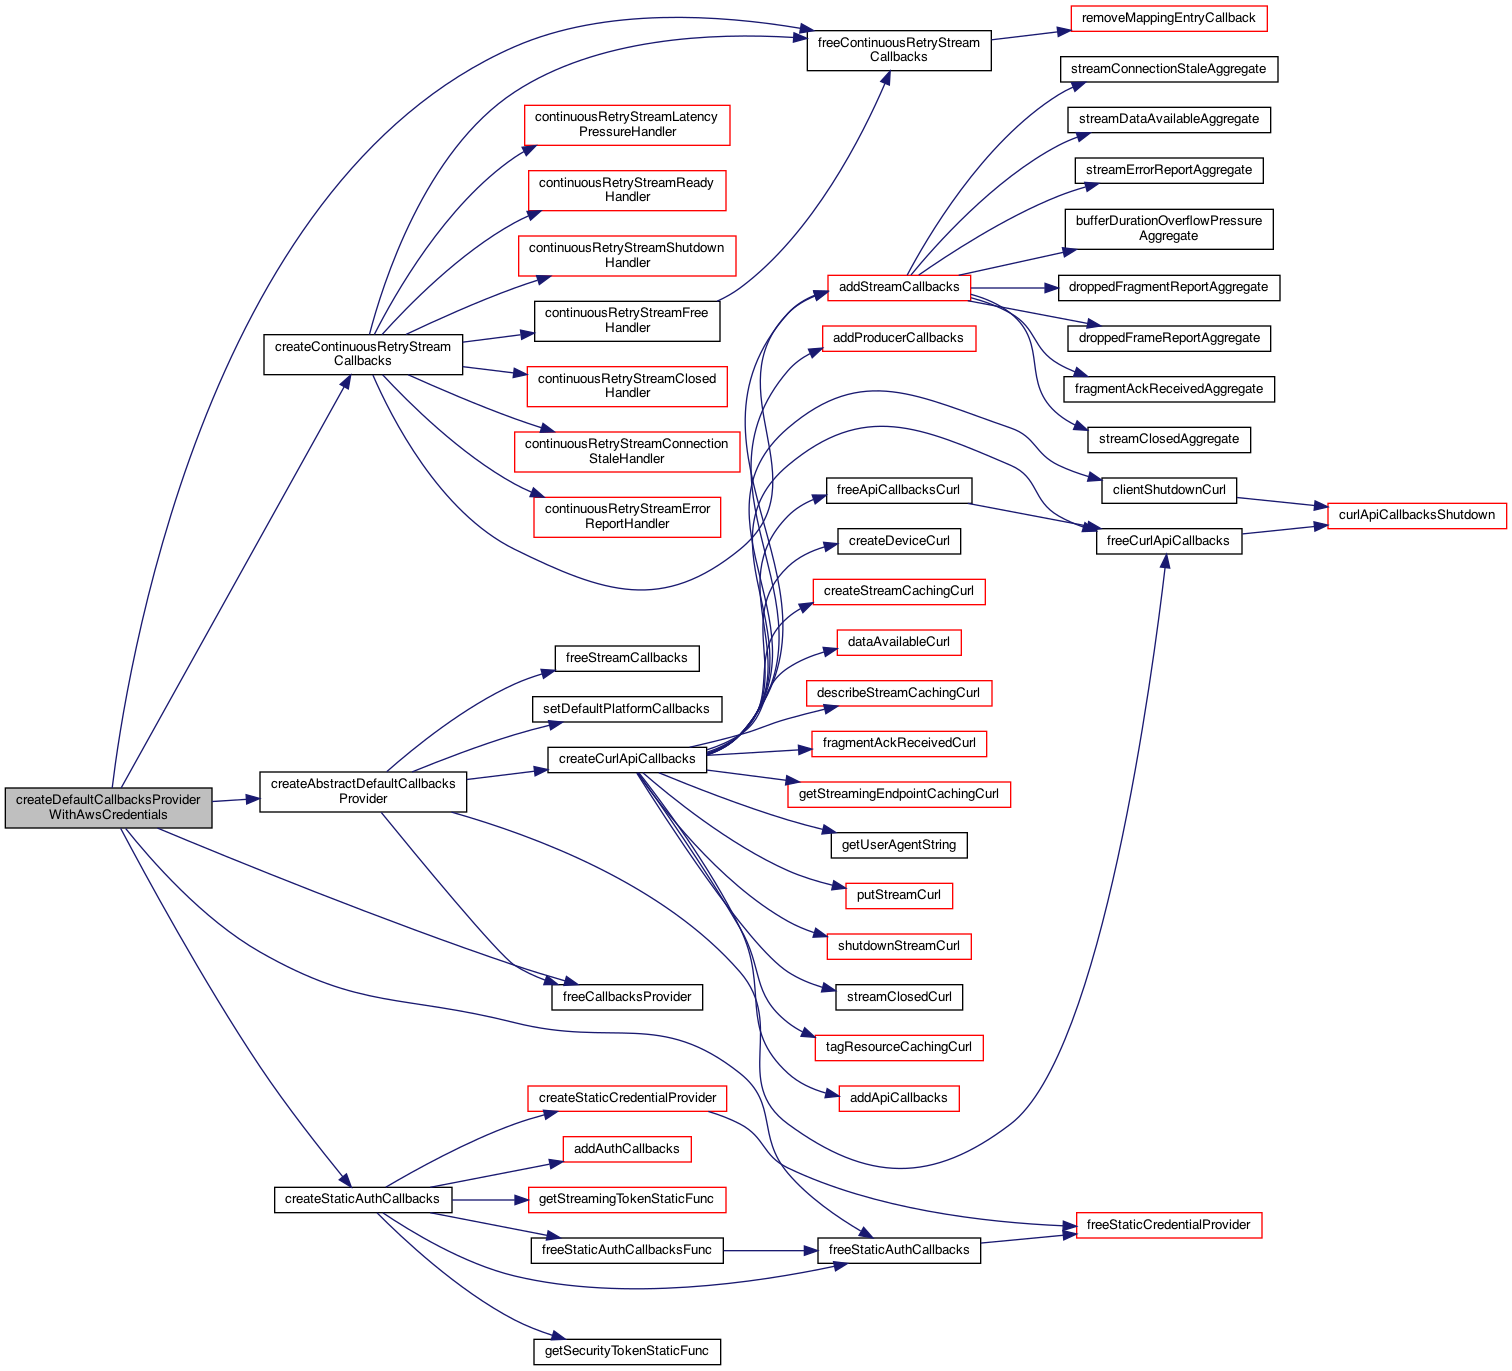 createDefaultCallbacksProvider
WithAwsCredentials
createContinuousRetryStream
Callbacks
createAbstractDefaultCallbacks
Provider
createStaticAuthCallbacks
continuousRetryStreamLatency
PressureHandler
continuousRetryStreamReady
Handler
continuousRetryStreamShutdown
Handler
continuousRetryStreamFree
Handler
continuousRetryStreamClosed
Handler
continuousRetryStreamConnection
StaleHandler
continuousRetryStreamError
ReportHandler
freeStreamCallbacks
setDefaultPlatformCallbacks
createCurlApiCallbacks
freeCallbacksProvider
createStaticCredentialProvider
addAuthCallbacks
getStreamingTokenStaticFunc
freeStaticAuthCallbacksFunc
getSecurityTokenStaticFunc
freeContinuousRetryStream
Callbacks
addStreamCallbacks
addProducerCallbacks
freeApiCallbacksCurl
createDeviceCurl
createStreamCachingCurl
dataAvailableCurl
describeStreamCachingCurl
fragmentAckReceivedCurl
getStreamingEndpointCachingCurl
getUserAgentString
putStreamCurl
shutdownStreamCurl
streamClosedCurl
tagResourceCachingCurl
addApiCallbacks
freeStaticAuthCallbacks
removeMappingEntryCallback
streamConnectionStaleAggregate
streamDataAvailableAggregate
streamErrorReportAggregate
bufferDurationOverflowPressure
Aggregate
droppedFragmentReportAggregate
droppedFrameReportAggregate
fragmentAckReceivedAggregate
streamClosedAggregate
clientShutdownCurl
freeCurlApiCallbacks
freeStaticCredentialProvider
curlApiCallbacksShutdown